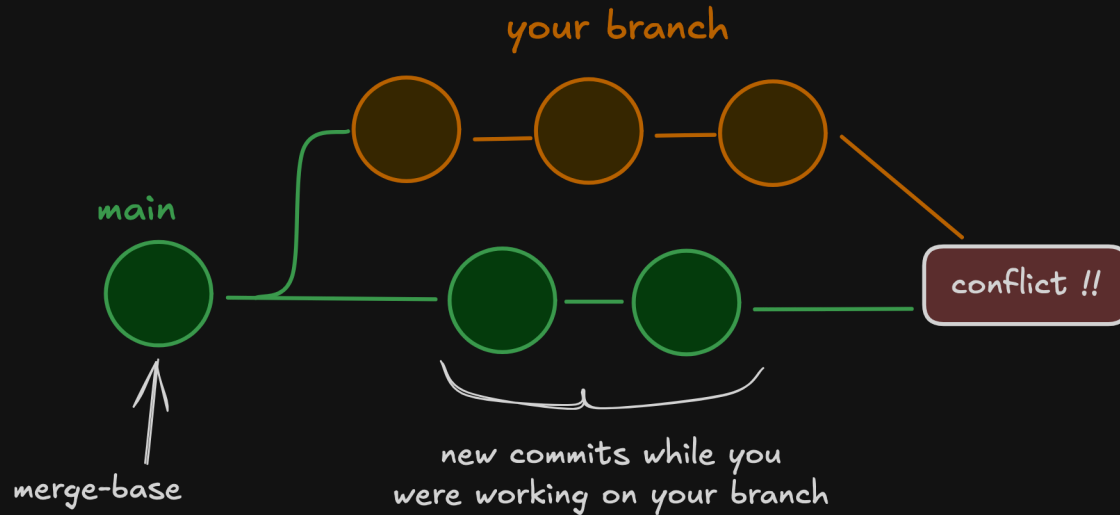 your branch
main
conflict !!
merge-base
new commits while you
were working on your branch